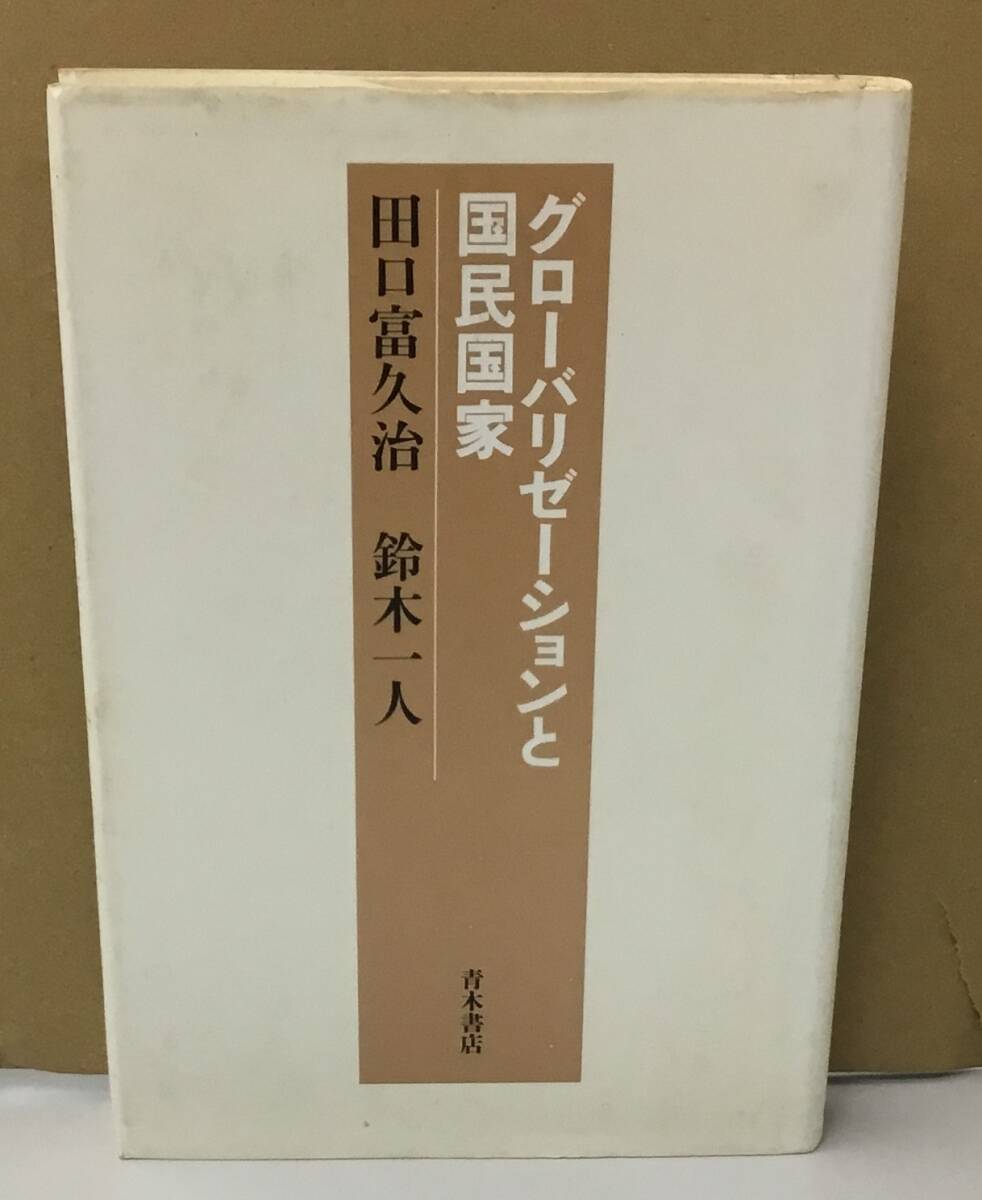 グローバリゼーションと
国民国家
田口富久治 鈴木一人
青木書店